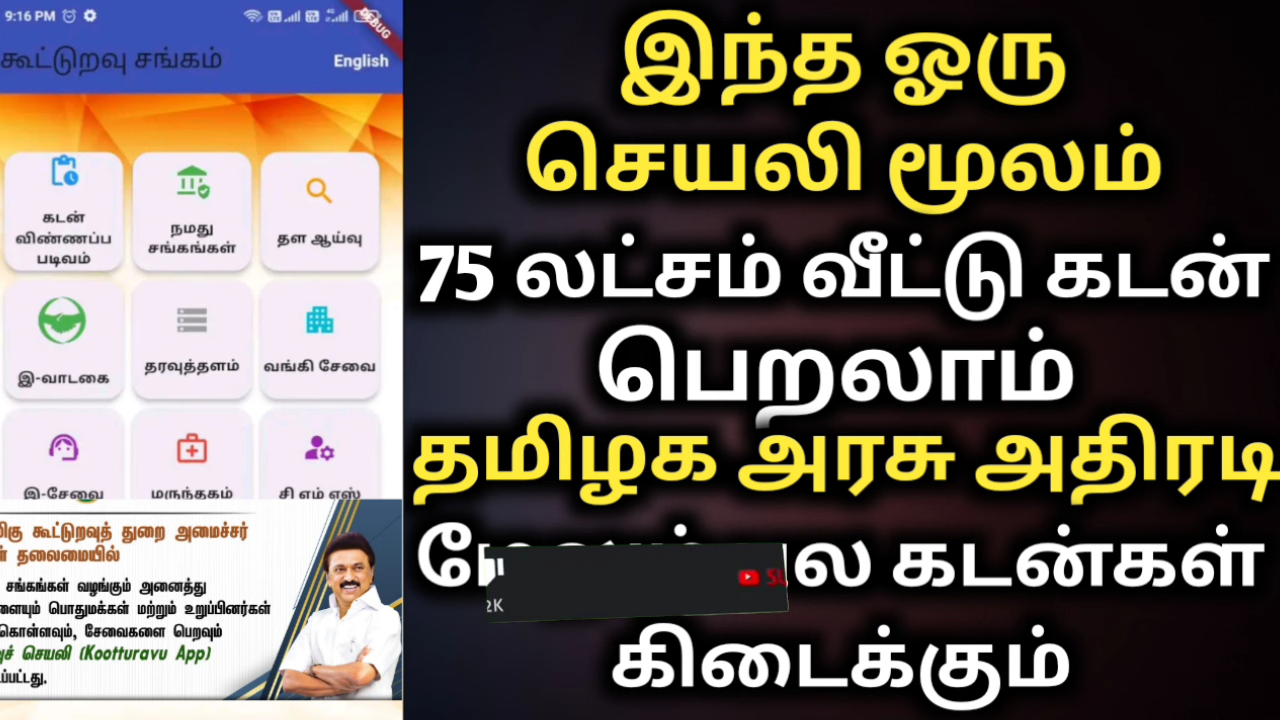 9:16 PM
DEBUG
கூட்டுறவு சங்கம்
English
கடன்
விண்ணப்ப
படிவம்
நமது
சங்கங்கள்
தள ஆய்வு
இ-வாடகை
தரவுத்தளம்
வங்கி சேவை
இ-சேவை
மருந்தகம்
சி எம் எஸ்
கூட்டுறவுத் துறை அமைச்சர்
தலைமையில்
சங்கங்கள் வழங்கும் அனைத்து
பொதுமக்கள் மற்றும் உறுப்பினர்கள்
சேவைகளை பெறவும்
செயலி (Kootturavu App)
இந்த ஒரு
செயலி மூலம்
75 லட்சம் வீட்டு கடன்
பெறலாம்
தமிழக அரசு அதிரடி
கடன்கள்
2K
கிடைக்கும்